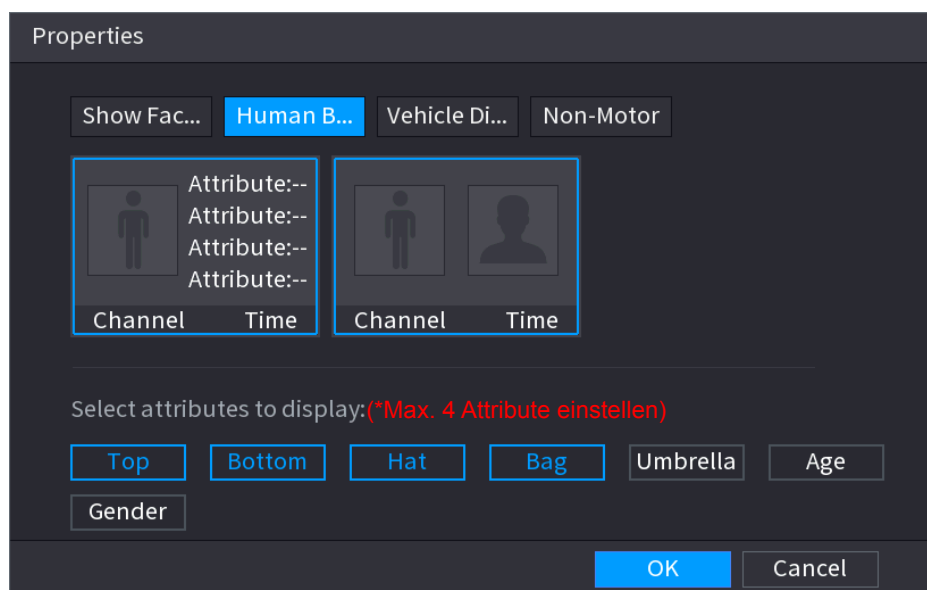 Properties
Show Fac... Human B... Vehicle Di... Non-Motor
Attribute:--
Attribute:--
Attribute:--
Attribute:--
Channel Time Channel Time
Select attributes to display:(*Max. 4 Attribute einstellen)
Top Bottom Hat Bag Umbrella Age
Gender
OK Cancel